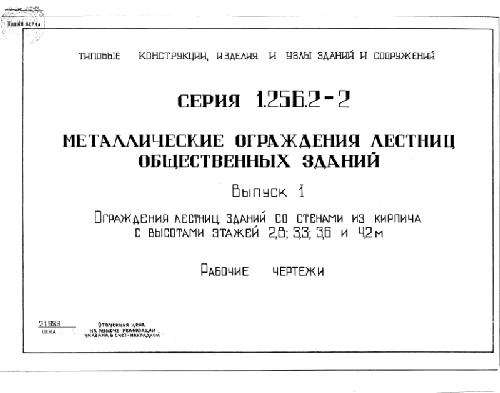 ТИПОВЫЕ КОНСТРУКЦИИ, ИЗДЕЛИЯ И УЗЛЫ ЗДАНИЙ И СООРУЖЕНИЙ
СЕРИЯ 1.256.2-2
МЕТАЛЛИЧЕСКИЕ ОГРАЖДЕНИЯ ЛЕСТНИЦ
ОБЩЕСТВЕННЫХ ЗДАНИЙ
Выпуск 1
Ограждения лестниц зданий со стенами из кирпича
с высотами этажей 2,8; 3,3; 3,6 и 4,2 м
Рабочие чертежи
ЦЕНА
Отпускная цена
на момент реализации
указана в счет-накладной